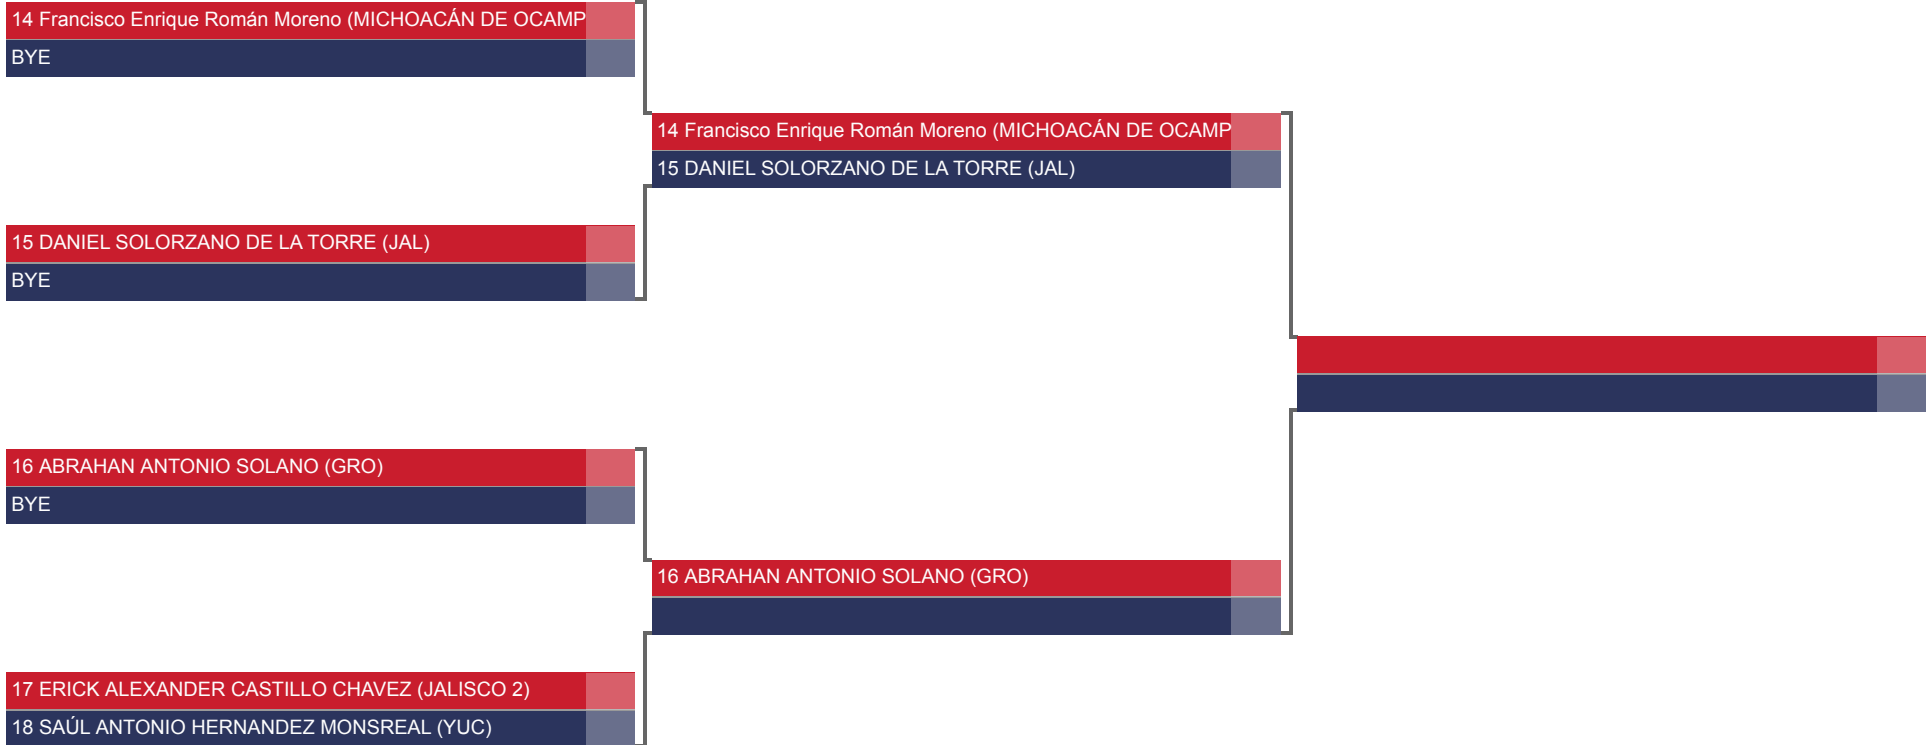 14 Francisco Enrique Román Moreno (MICHOACÁN DE OCAMP
BYE
14 Francisco Enrique Román Moreno (MICHOACÁN DE OCAMP
15 DANIEL SOLORZANO DE LA TORRE (JAL)
15 DANIEL SOLORZANO DE LA TORRE (JAL)
BYE
16 ABRAHAN ANTONIO SOLANO (GRO)
BYE
16 ABRAHAN ANTONIO SOLANO (GRO)
17 ERICK ALEXANDER CASTILLO CHAVEZ (JALISCO 2)
18 SAÚL ANTONIO HERNANDEZ MONSREAL (YUC)